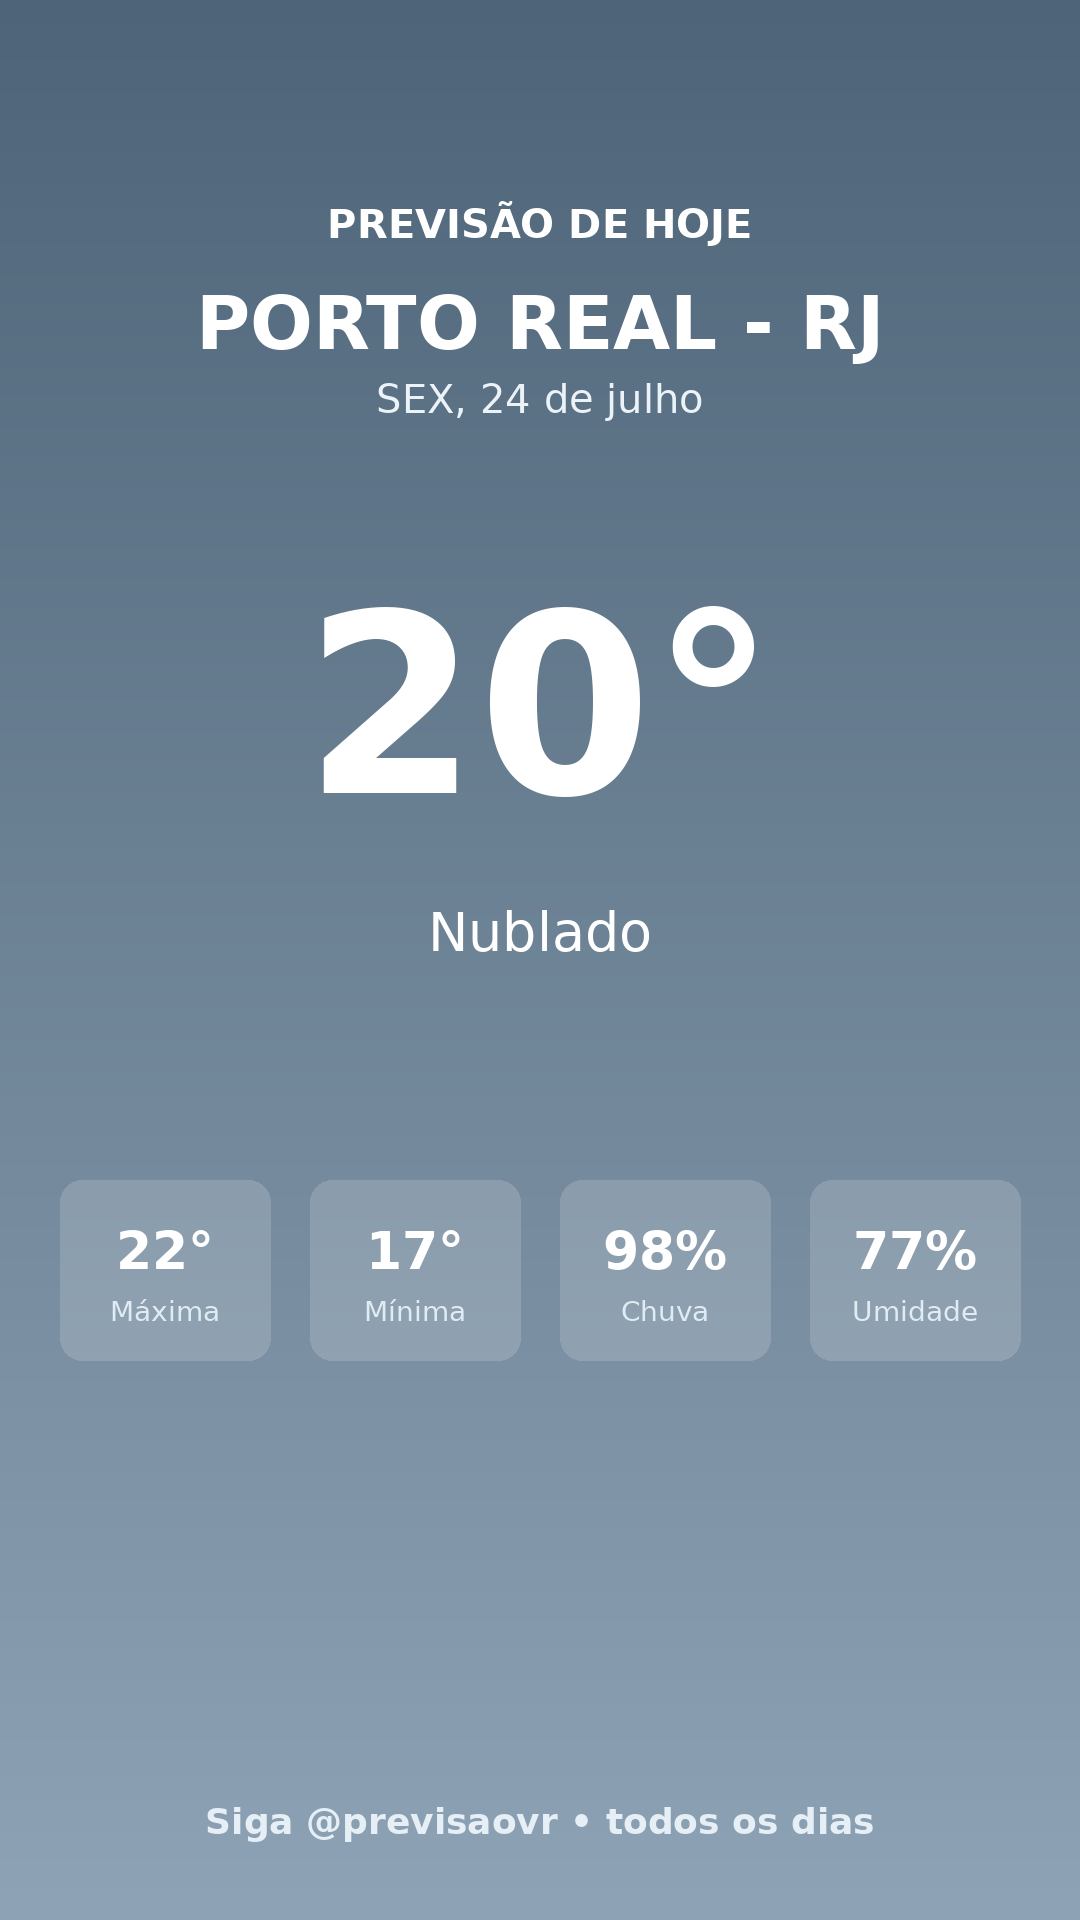 PREVISÃO DE HOJE
PORTO REAL - RJ
SEX, 24 de julho
20°
Nublado
22° 17° 98% 77%
Máxima Mínima Chuva Umidade
Siga @previsaovr • todos os dias